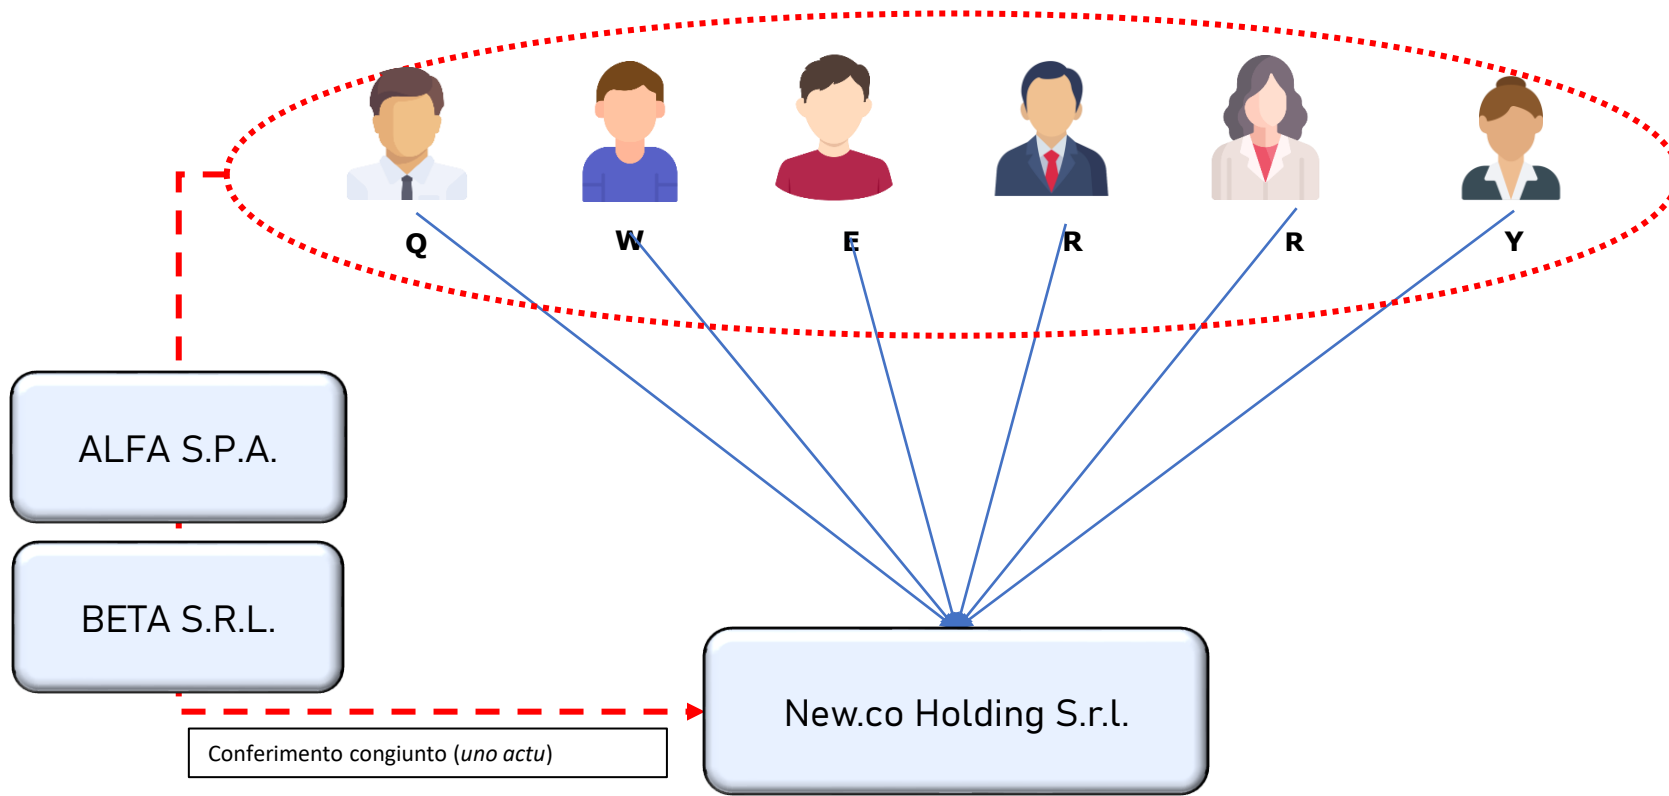 Q W E R R Y
ALFA S.P.A.
BETA S.R.L.
New.co Holding S.r.l.
Conferimento congiunto (uno actu)